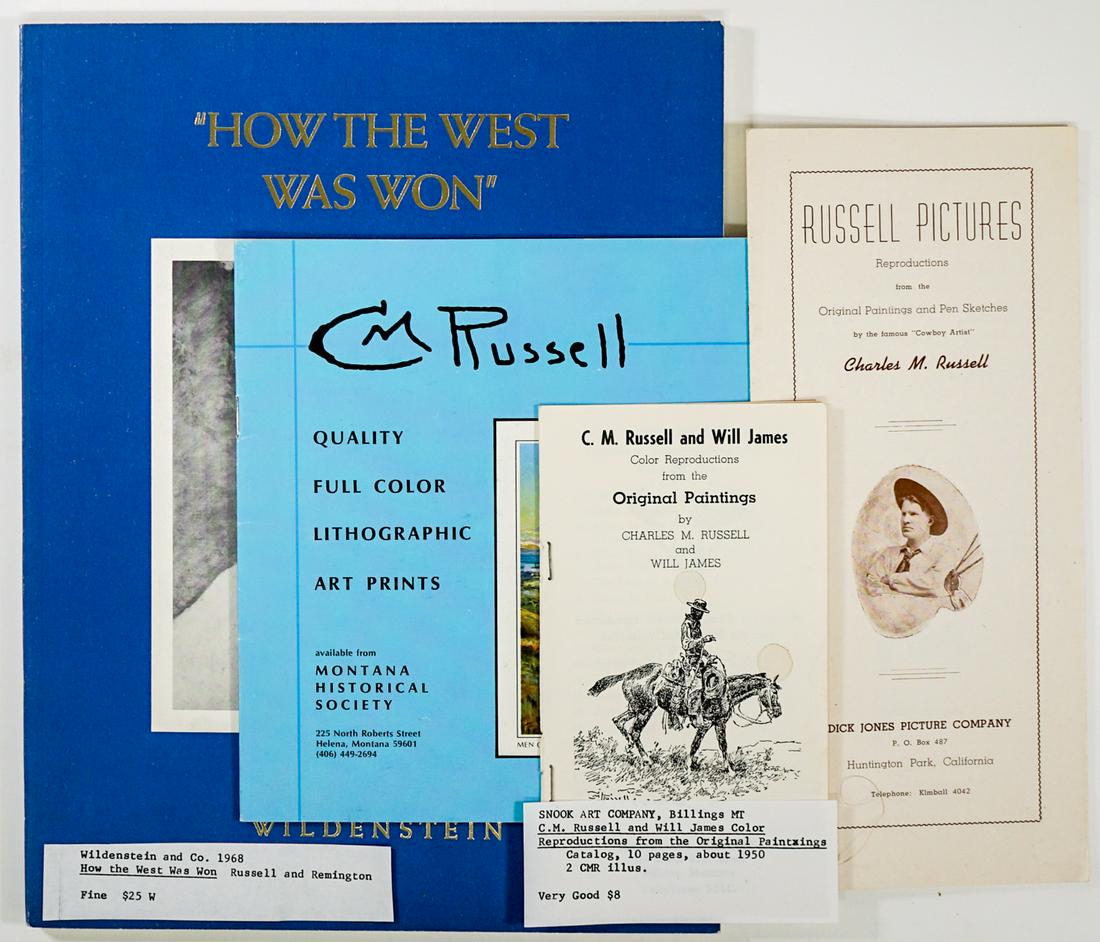 "HOW THE WEST
WAS WON"
WILDENSTEIN
Wildenstein and Co. 1968
How the West Was Won Russell and Remington
Fine $25 W
CM Russell
QUALITY
FULL COLOR
LITHOGRAPHIC
ART PRINTS
available from
MONTANA
HISTORICAL
SOCIETY
225 North Roberts Street
Helena, Montana 59601
(406) 449-2694
MEN
C. M. Russell and Will James
Color Reproductions
from the
Original Paintings
by
CHARLES M. RUSSELL
and
WILL JAMES
SNOOK ART COMPANY, Billings MT
C.M. Russell and Will James Color
Reproductions from the Original Paintxings
Catalog, 10 pages, about 1950
2 CMR illus.
Very Good $8
RUSSELL PICTURES
Reproductions
from the
Original Paintings and Pen Sketches
by the famous "Cowboy Artist"
Charles M. Russell
DICK JONES PICTURE COMPANY
P. O. Box 487
Huntington Park, California
Telephone: Kimball 4042